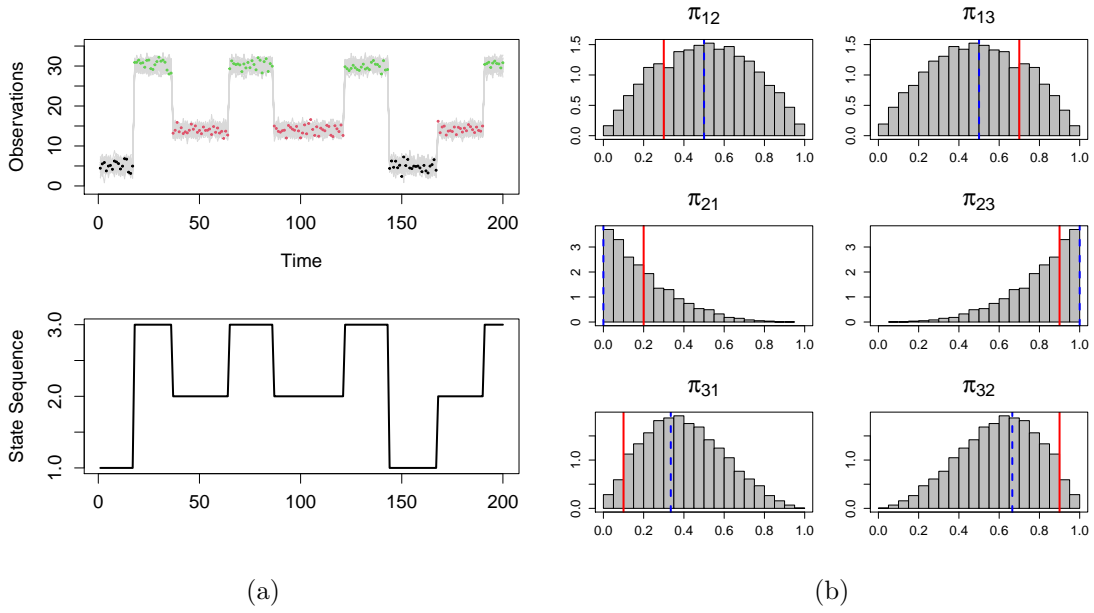 Observations
0 10 20 30
0 50 100 150 200
Time
State Sequence
1.0 2.0 3.0
0 50 100 150 200
(a)
π12
0.0 0.5 1.0 1.5
0.0 0.2 0.4 0.6 0.8 1.0
π13
0.0 0.5 1.0 1.5
0.0 0.2 0.4 0.6 0.8 1.0
π21
0 1 2 3
0.0 0.2 0.4 0.6 0.8 1.0
π23
0 1 2 3
0.0 0.2 0.4 0.6 0.8 1.0
π31
0.0 1.0
0.0 0.2 0.4 0.6 0.8 1.0
π32
0.0 1.0
0.0 0.2 0.4 0.6 0.8 1.0
(b)